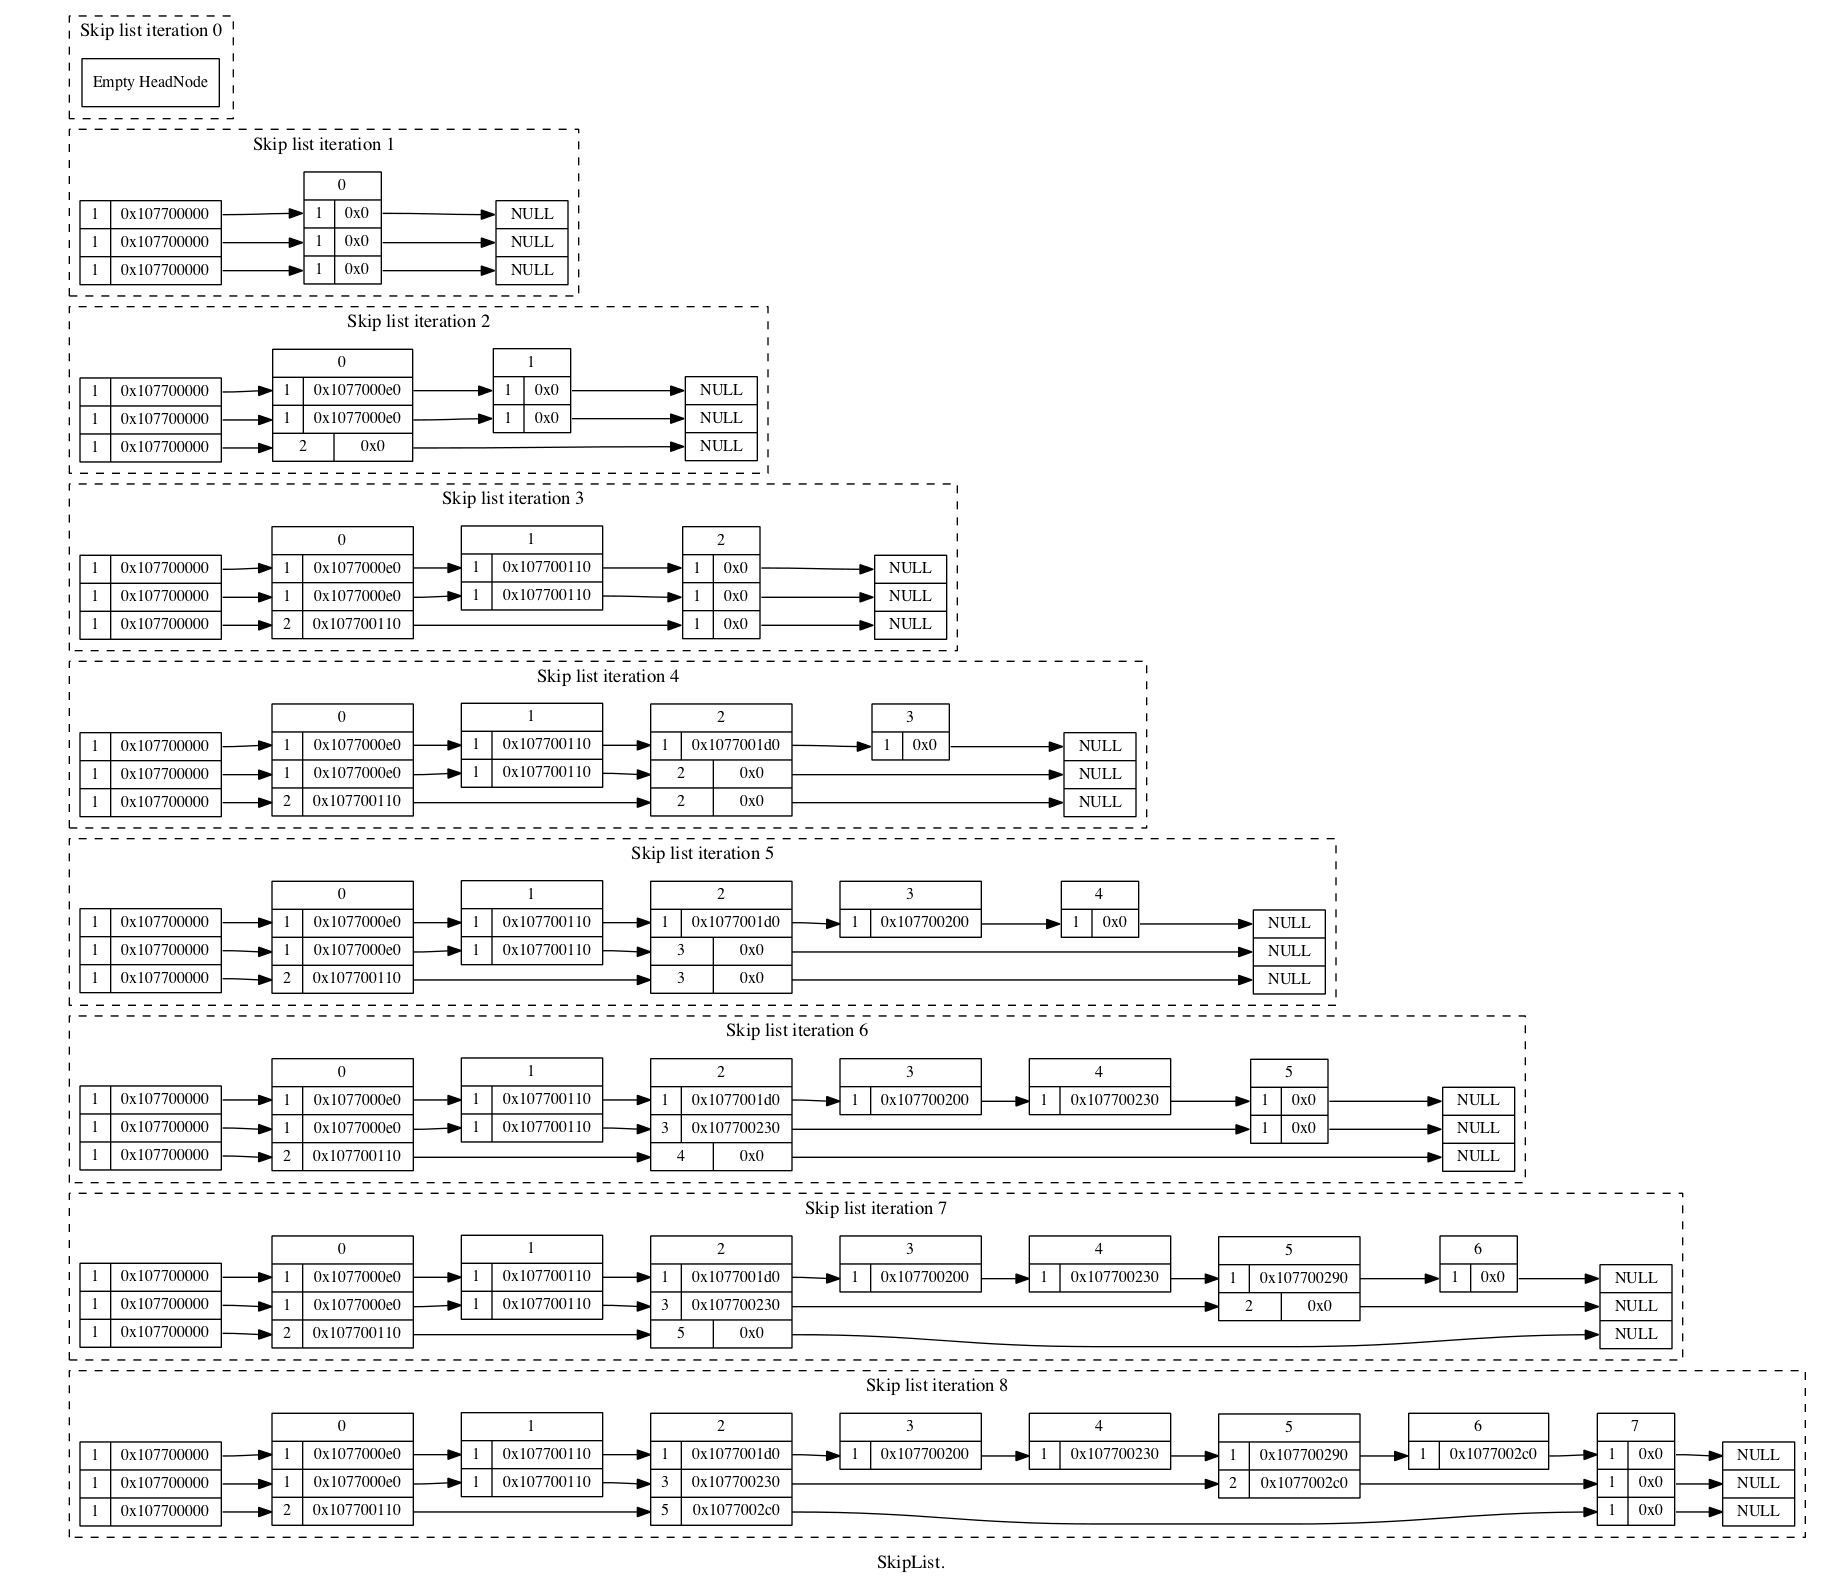 Skip list iteration 0
Empty HeadNode
Skip list iteration 1
0
1 0x107700000 1 0x0 NULL
1 0x107700000 1 0x0 NULL
1 0x107700000 1 0x0 NULL
Skip list iteration 2
0 1
1 0x107700000 1 0x1077000e0 1 0x0 NULL
1 0x107700000 1 0x1077000e0 1 0x0 NULL
1 0x107700000 2 0x0 NULL
Skip list iteration 3
0 1 2
1 0x107700000 1 0x1077000e0 1 0x107700110 1 0x0 NULL
1 0x107700000 1 0x1077000e0 1 0x107700110 1 0x0 NULL
1 0x107700000 2 0x107700110 1 0x0 NULL
Skip list iteration 4
0 1 2 3
1 0x107700000 1 0x1077000e0 1 0x107700110 1 0x1077001d0 1 0x0 NULL
1 0x107700000 1 0x1077000e0 1 0x107700110 2 0x0 NULL
1 0x107700000 2 0x107700110 2 0x0 NULL
Skip list iteration 5
0 1 2 3 4
1 0x107700000 1 0x1077000e0 1 0x107700110 1 0x1077001d0 1 0x107700200 1 0x0 NULL
1 0x107700000 1 0x1077000e0 1 0x107700110 3 0x0 NULL
1 0x107700000 2 0x107700110 3 0x0 NULL
Skip list iteration 6
0 1 2 3 4 5
1 0x107700000 1 0x1077000e0 1 0x107700110 1 0x1077001d0 1 0x107700200 1 0x107700230 1 0x0 NULL
1 0x107700000 1 0x1077000e0 1 0x107700110 3 0x107700230 1 0x0 NULL
1 0x107700000 2 0x107700110 4 0x0 NULL
Skip list iteration 7
0 1 2 3 4 5 6
1 0x107700000 1 0x1077000e0 1 0x107700110 1 0x1077001d0 1 0x107700200 1 0x107700230 1 0x107700290 1 0x0 NULL
1 0x107700000 1 0x1077000e0 1 0x107700110 3 0x107700230 2 0x0 NULL
1 0x107700000 2 0x107700110 5 0x0 NULL
Skip list iteration 8
0 1 2 3 4 5 6 7
1 0x107700000 1 0x1077000e0 1 0x107700110 1 0x1077001d0 1 0x107700200 1 0x107700230 1 0x107700290 1 0x1077002c0 1 0x0 NULL
1 0x107700000 1 0x1077000e0 1 0x107700110 3 0x107700230 2 0x1077002c0 1 0x0 NULL
1 0x107700000 2 0x107700110 5 0x1077002c0 1 0x0 NULL
SkipList.